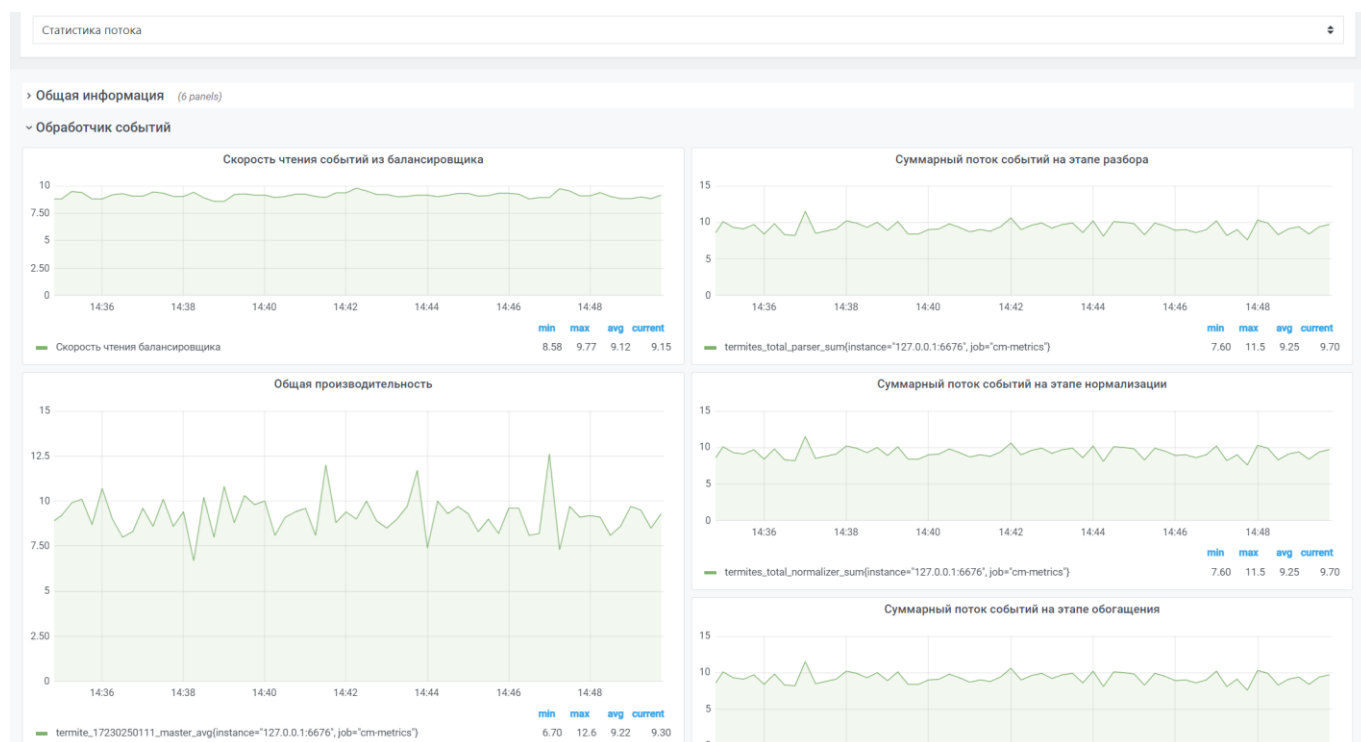 Статистика потока
Общая информация (6 panels)
Обработчик событий
Скорость чтения событий из балансировщика
10
7.50
5
2.50
0
14:36 14:38 14:40 14:42 14:44 14:46 14:48
min max avg current
Скорость чтения балансировщика 8.58 9.77 9.12 9.15
Суммарный поток событий на этапе разбора
15
10
5
0
14:36 14:38 14:40 14:42 14:44 14:46 14:48
min max avg current
termites_total_parser_sum{instance="127.0.0.1:6676", job="cm-metrics"} 7.60 11.5 9.25 9.70
Общая производительность
15
12.5
10
7.50
5
2.50
0
14:36 14:38 14:40 14:42 14:44 14:46 14:48
min max avg current
termite_17230250111_master_avg{instance="127.0.0.1:6676", job="cm-metrics"} 6.70 12.6 9.22 9.30
Суммарный поток событий на этапе нормализации
15
10
5
0
14:36 14:38 14:40 14:42 14:44 14:46 14:48
min max avg current
termites_total_normalizer_sum{instance="127.0.0.1:6676", job="cm-metrics"} 7.60 11.5 9.25 9.70
Суммарный поток событий на этапе обогащения
15
10
5